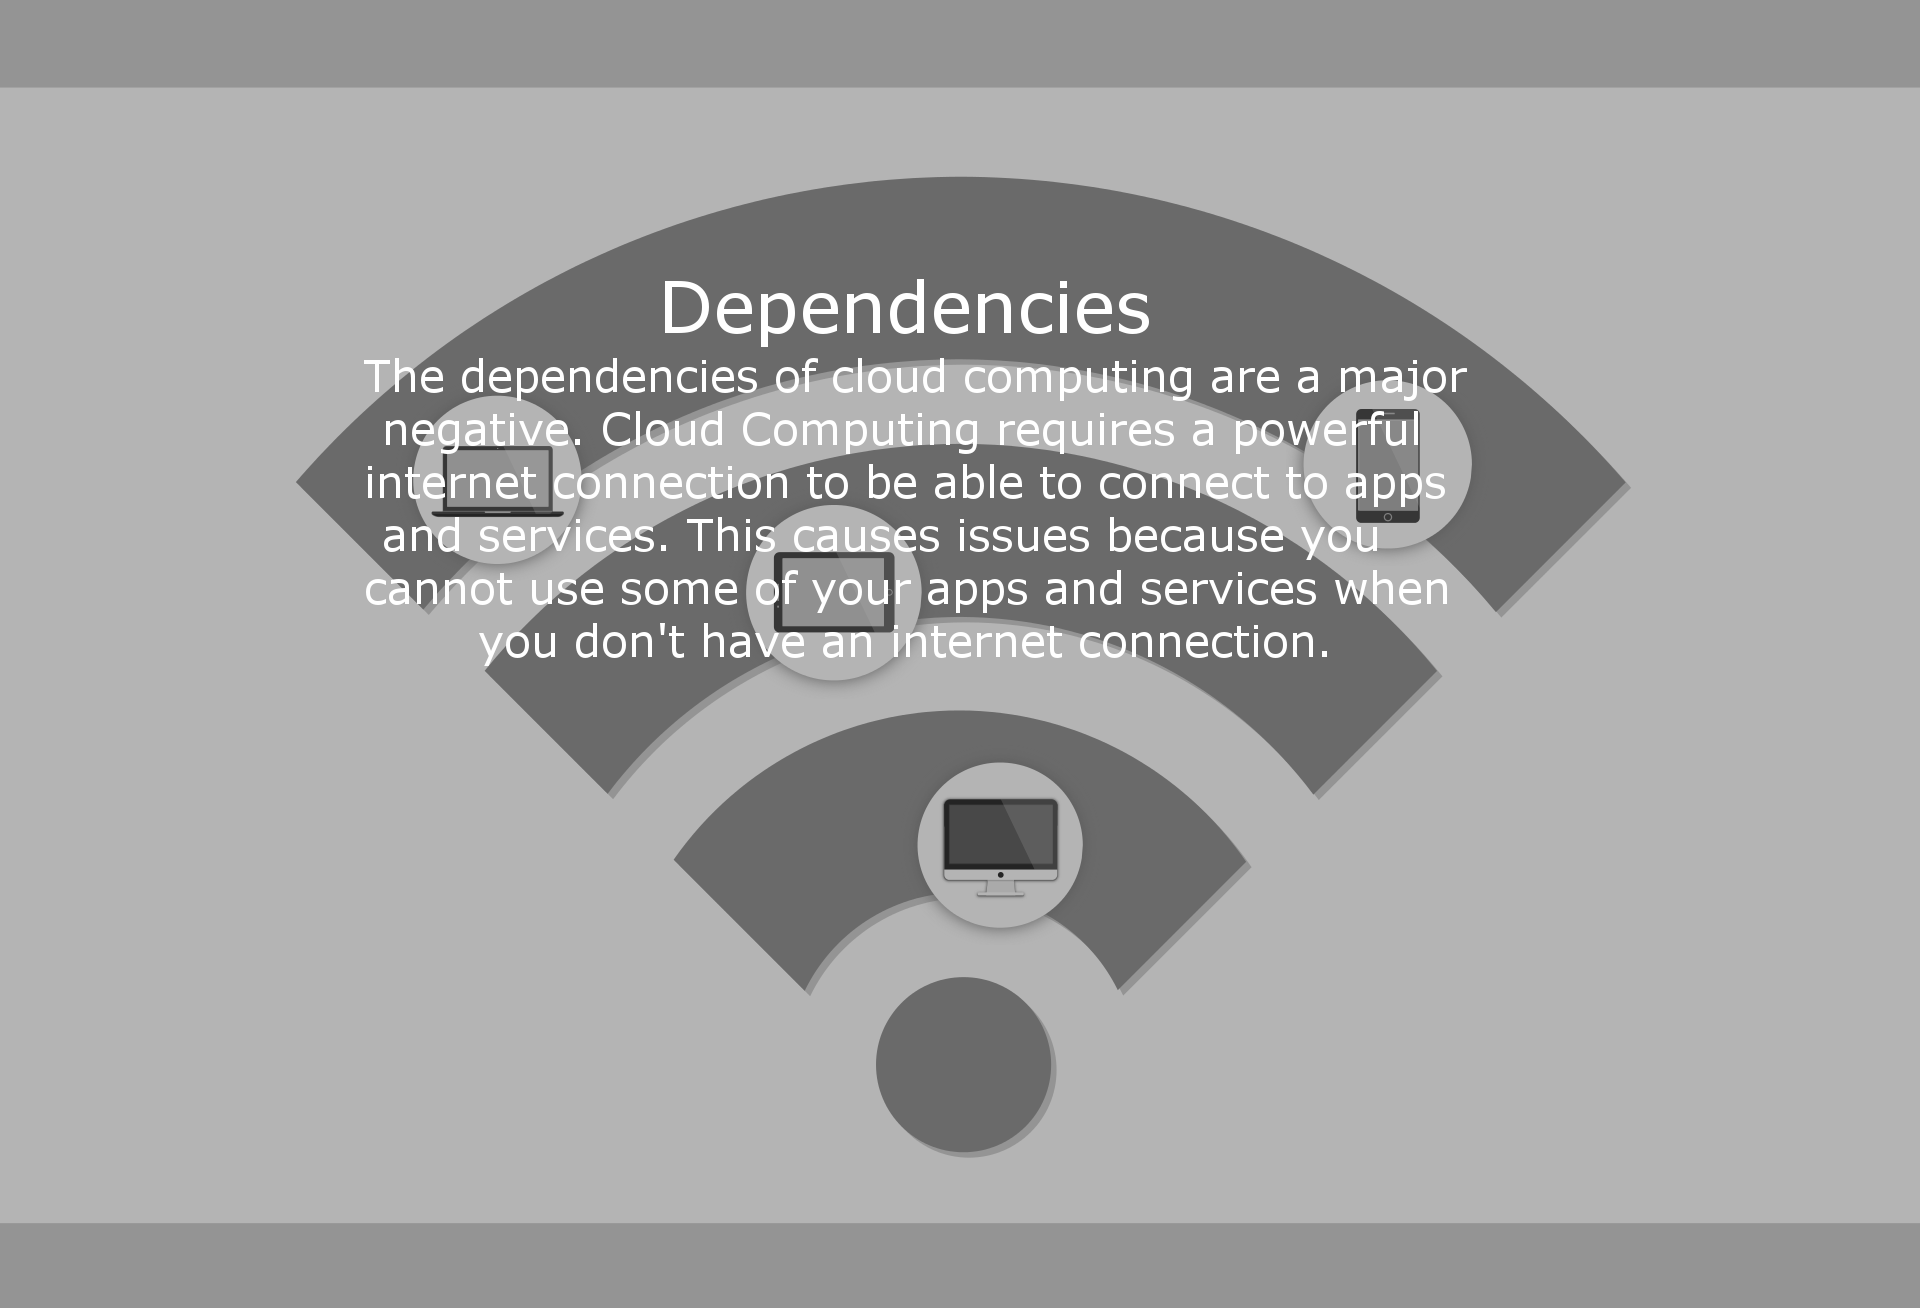 Dependencies
The dependencies of cloud computing are a major
negative. Cloud Computing requires a powerful
internet connection to be able to connect to apps
and services. This causes issues because you
cannot use some of your apps and services when
you don't have an internet connection.